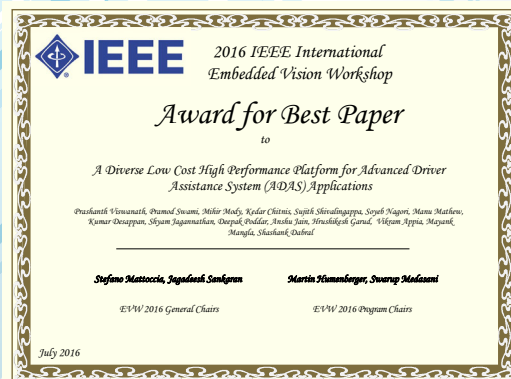 IEEE
2016 IEEE International
Embedded Vision Workshop
Award for Best Paper
to
A Diverse Low Cost High Performance Platform for Advanced Driver
Assistance System (ADAS) Applications
Prashanth Viswanath, Pramod Swami, Mihir Mody, Kedar Chitnis, Sujith Shivalingappa, Soyeb Nagori, Manu Mathew,
Kumar Desappan, Shyam Jagannathan, Deepak Poddar, Anshu Jain, Hrushikesh Garud, Vikram Appia, Mayank
Mangla, Shashank Dabral
Stefano Mattoccia, Jagadeesh Sankaran
Martin Humenberger, Swarup Medasani
EVW 2016 General Chairs
EVW 2016 Program Chairs
July 2016